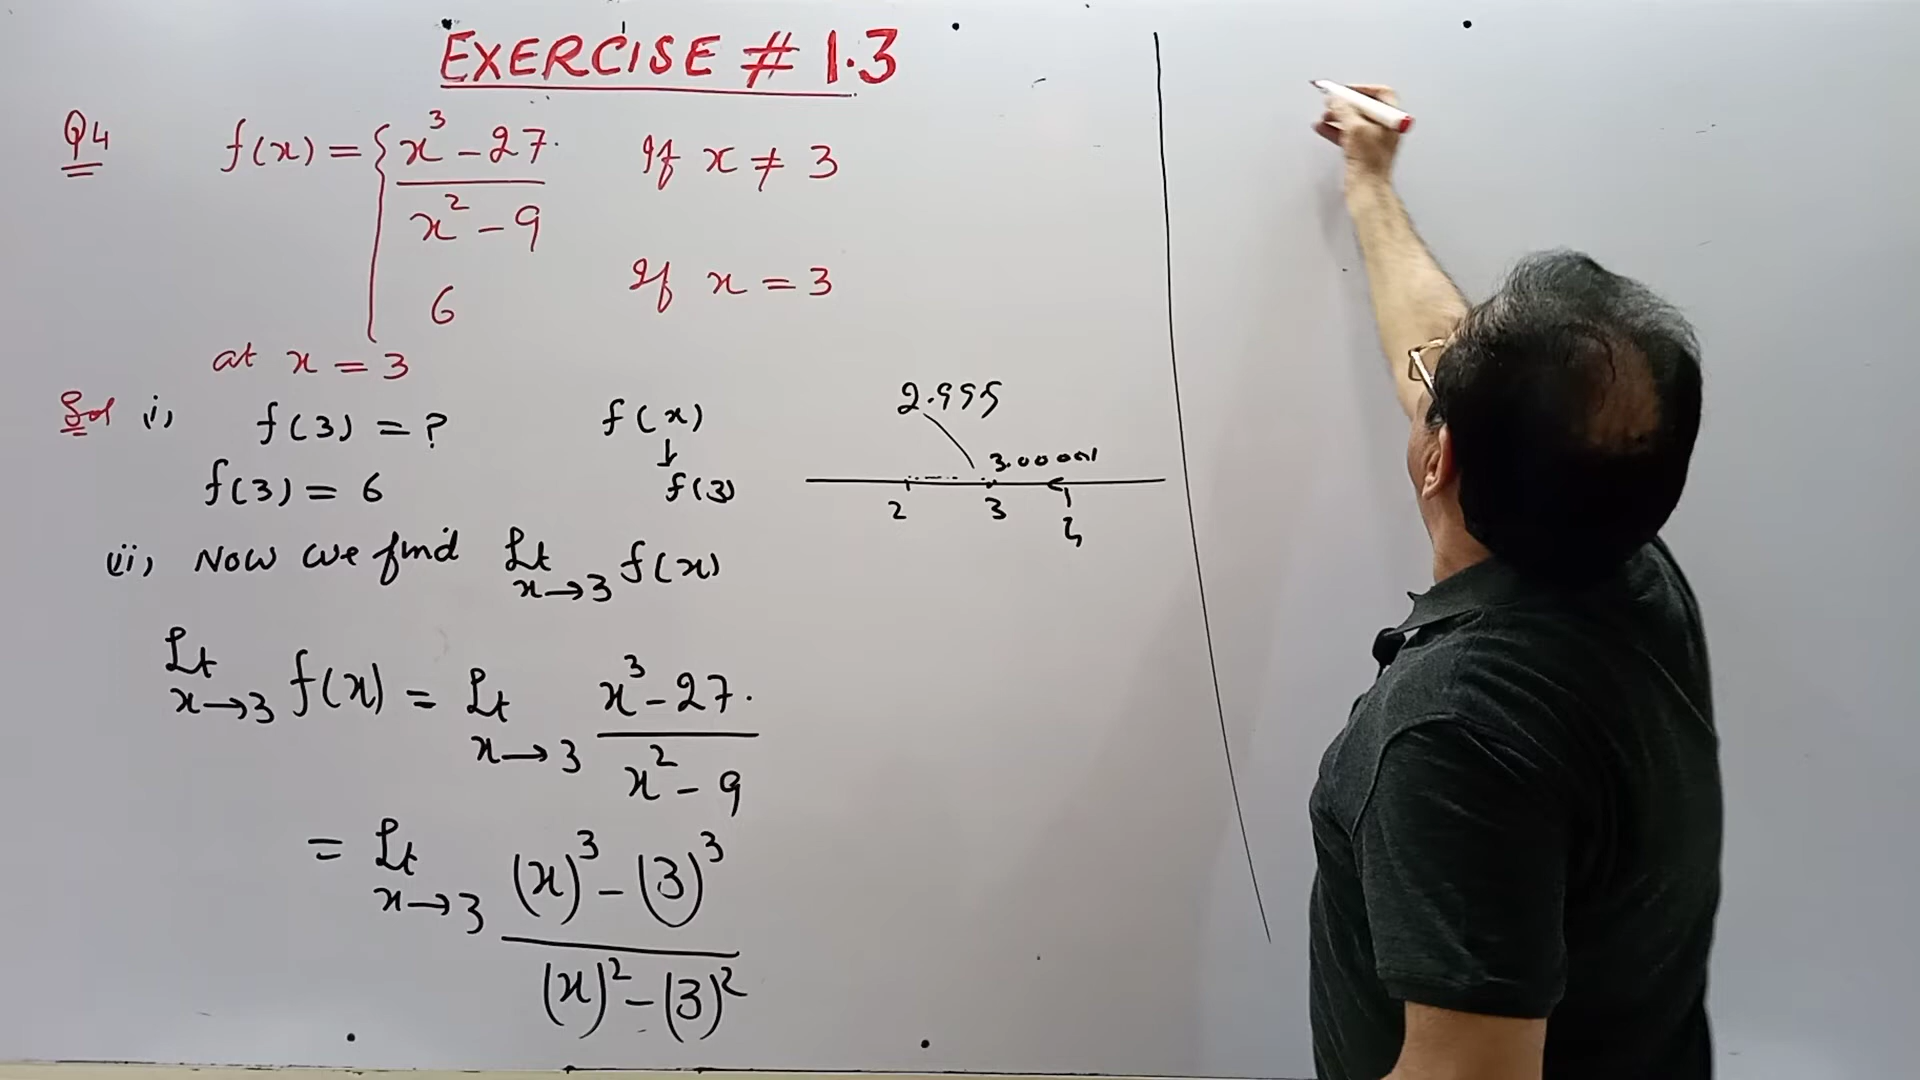 EXERCISE # 1.3
Q4 f(x) = { x³ - 27 / x² - 9 If x ≠ 3
6 If x = 3
at x = 3
Sol (i) f(3) = ?
f(3) = 6
f(x)
↓
f(3)
2.995
3.00001
2 3 4
(ii) Now we find Lt x→3 f(x)
Lt x→3 f(x) = Lt x→3 x³ - 27 / x² - 9
= Lt x→3 (x)³ - (3)³ / (x)² - (3)²